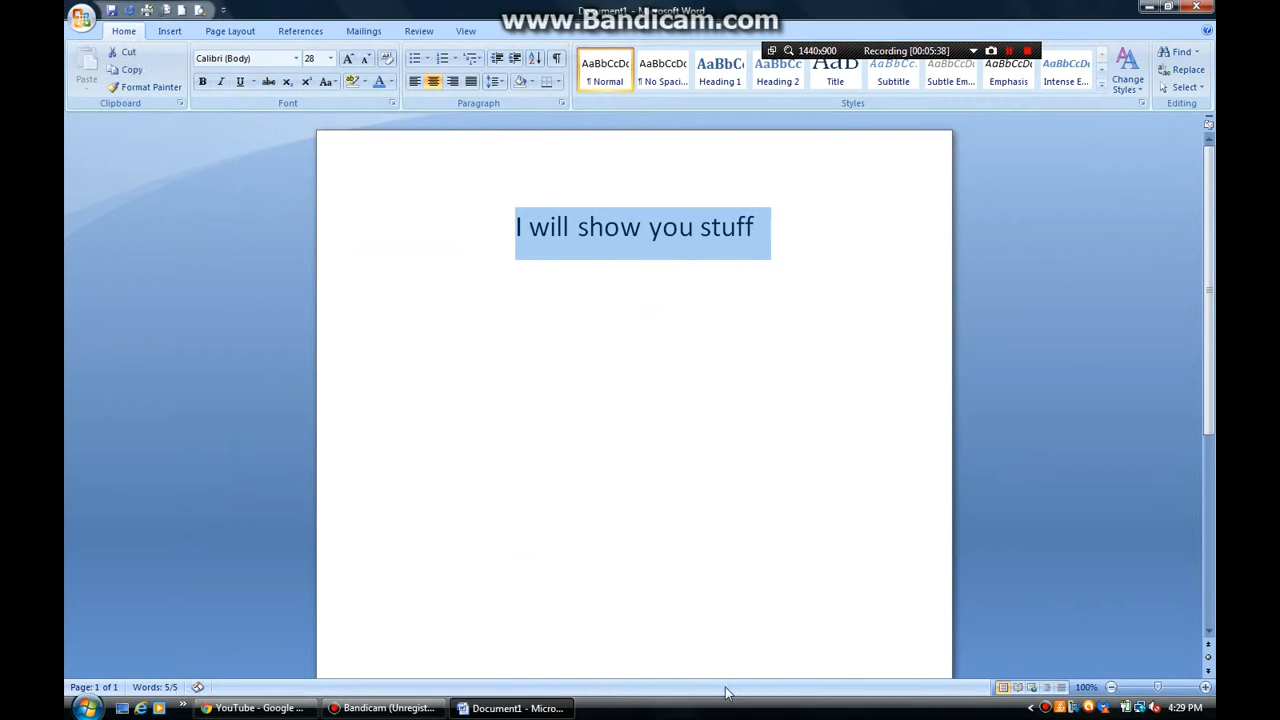 www.Bandicam.com
Document1 - Microsoft Word
Home Insert Page Layout References Mailings Review View
1440x900 Recording [00:05:38]
Paste
Cut
Copy
Format Painter
Clipboard
Calibri (Body) 28
B I U abc x₂ x² Aa
Font
Paragraph
AaBbCcDc AaBbCcDc AaBbC AaBbCc AaB AaBbCc. AaBbCcDc AaBbCcDc AaBbCcDc
¶ Normal ¶ No Spaci... Heading 1 Heading 2 Title Subtitle Subtle Em... Emphasis Intense E...
Change Styles
Styles
Find
Replace
Select
Editing
I will show you stuff
Page: 1 of 1 Words: 5/5
100%
YouTube - Google ... Bandicam (Unregist... Document1 - Micro...
4:29 PM